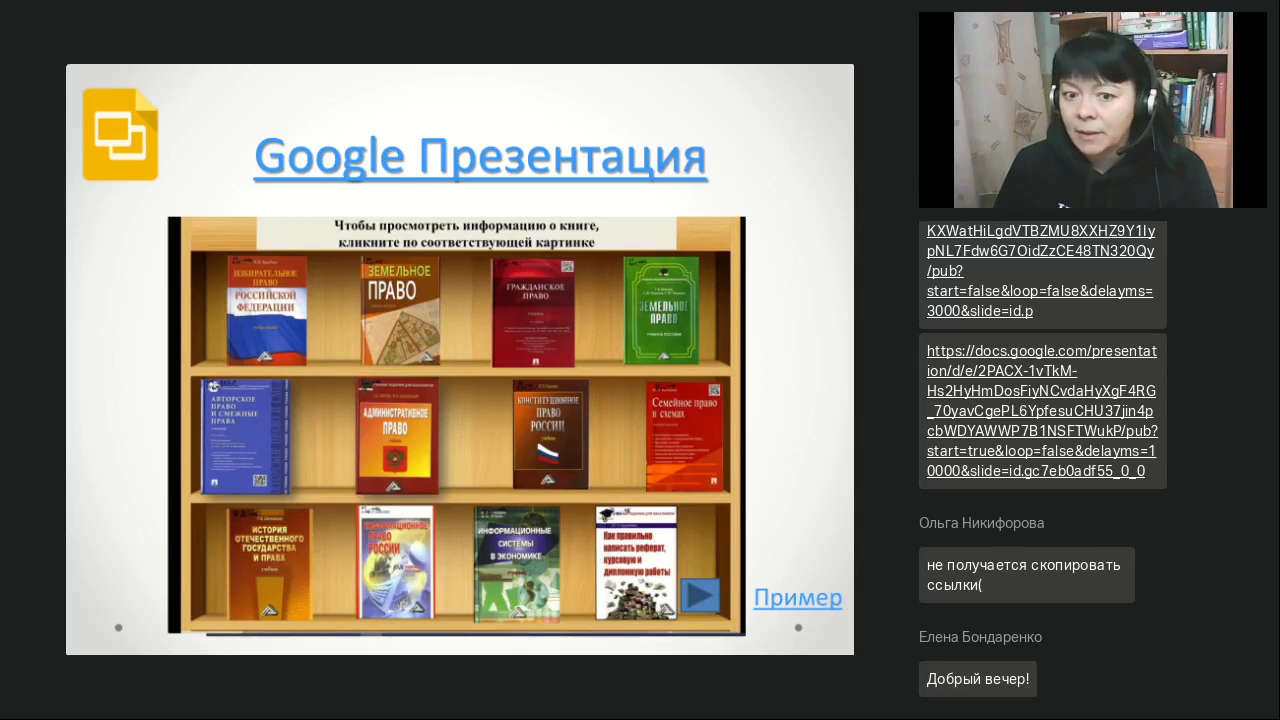 Google Презентация
Чтобы просмотреть информацию о книге,
кликните по соответствующей картинке
ИЗБИРАТЕЛЬНОЕ
ПРАВО
РОССИЙСКОЙ
ФЕДЕРАЦИИ
ЗЕМЕЛЬНОЕ
ПРАВО
ГРАЖДАНСКОЕ
ПРАВО
ЗЕМЕЛЬНОЕ
ПРАВО
АВТОРСКОЕ
ПРАВО
И СМЕЖНЫЕ
ПРАВА
АДМИНИСТРАТИВНОЕ
ПРАВО
КОНСТИТУЦИОННОЕ
ПРАВО
РОССИИ
Семейное право
в схемах
ИСТОРИЯ
ОТЕЧЕСТВЕННОГО
ГОСУДАРСТВА
И ПРАВА
ИНФОРМАЦИОННОЕ
ПРАВО
РОССИИ
ИНФОРМАЦИОННЫЕ
СИСТЕМЫ
В ЭКОНОМИКЕ
Как правильно
написать реферат,
курсовую и
дипломную работы
Пример
KXWatHiLgdVTBZMU8XXHZ9Y1Iy
pNL7Fdw6G7OidZzCE48TN320Qy
/pub?
start=false&loop=false&delayms=
3000&slide=id.p
https://docs.google.com/presentat
ion/d/e/2PACX-1vTkM-
Hs2HyHmDosFiyNCvdaHyXgF4RG
_70yavCgePL6YpfesuCHU37jin4p
cbWDYAWWP7B1NSFTWukP/pub?
start=true&loop=false&delayms=1
0000&slide=id.gc7eb0adf55_0_0
Ольга Никифорова
не получается скопировать
ссылки(
Елена Бондаренко
Добрый вечер!